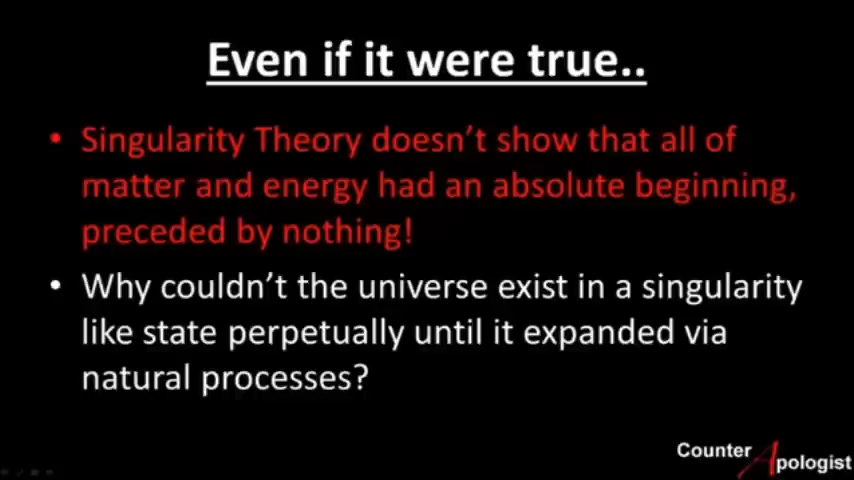 Even if it were true..
• Singularity Theory doesn't show that all of
matter and energy had an absolute beginning,
preceded by nothing!
• Why couldn't the universe exist in a singularity
like state perpetually until it expanded via
natural processes?
Counter Apologist